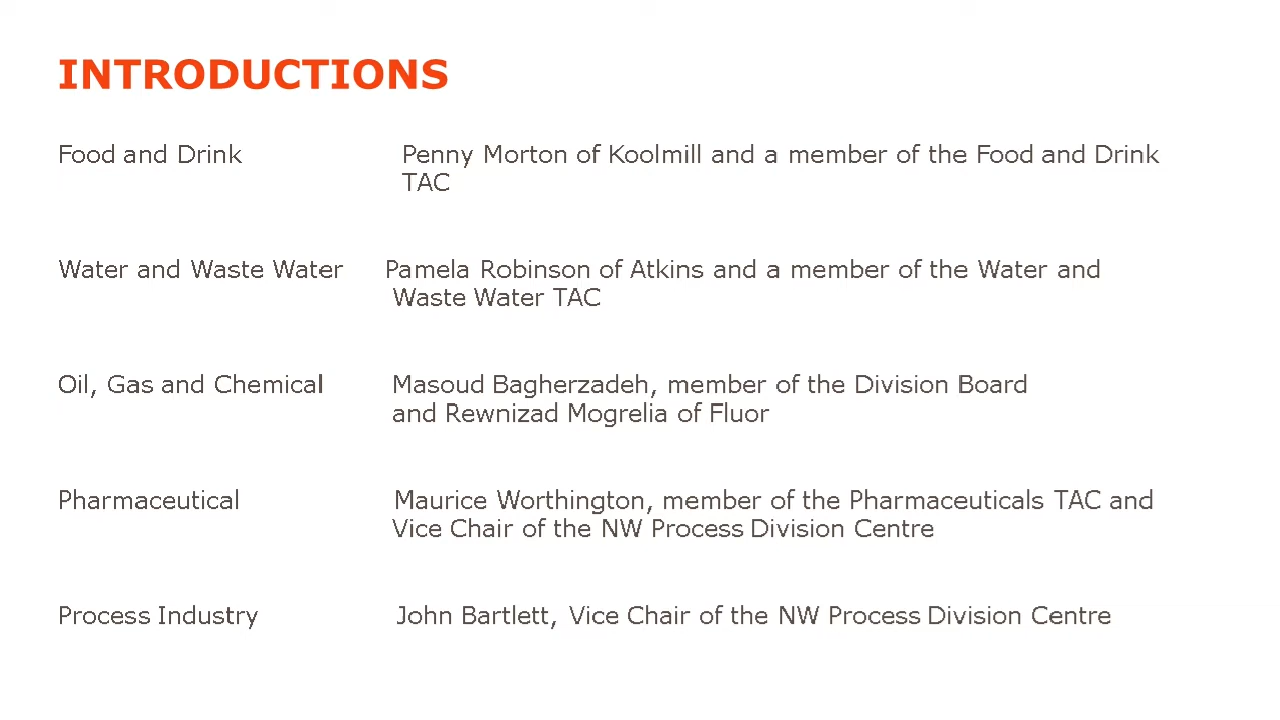 INTRODUCTIONS
Food and Drink Penny Morton of Koolmill and a member of the Food and Drink
TAC
Water and Waste Water Pamela Robinson of Atkins and a member of the Water and
Waste Water TAC
Oil, Gas and Chemical Masoud Bagherzadeh, member of the Division Board
and Rewnizad Mogrelia of Fluor
Pharmaceutical Maurice Worthington, member of the Pharmaceuticals TAC and
Vice Chair of the NW Process Division Centre
Process Industry John Bartlett, Vice Chair of the NW Process Division Centre